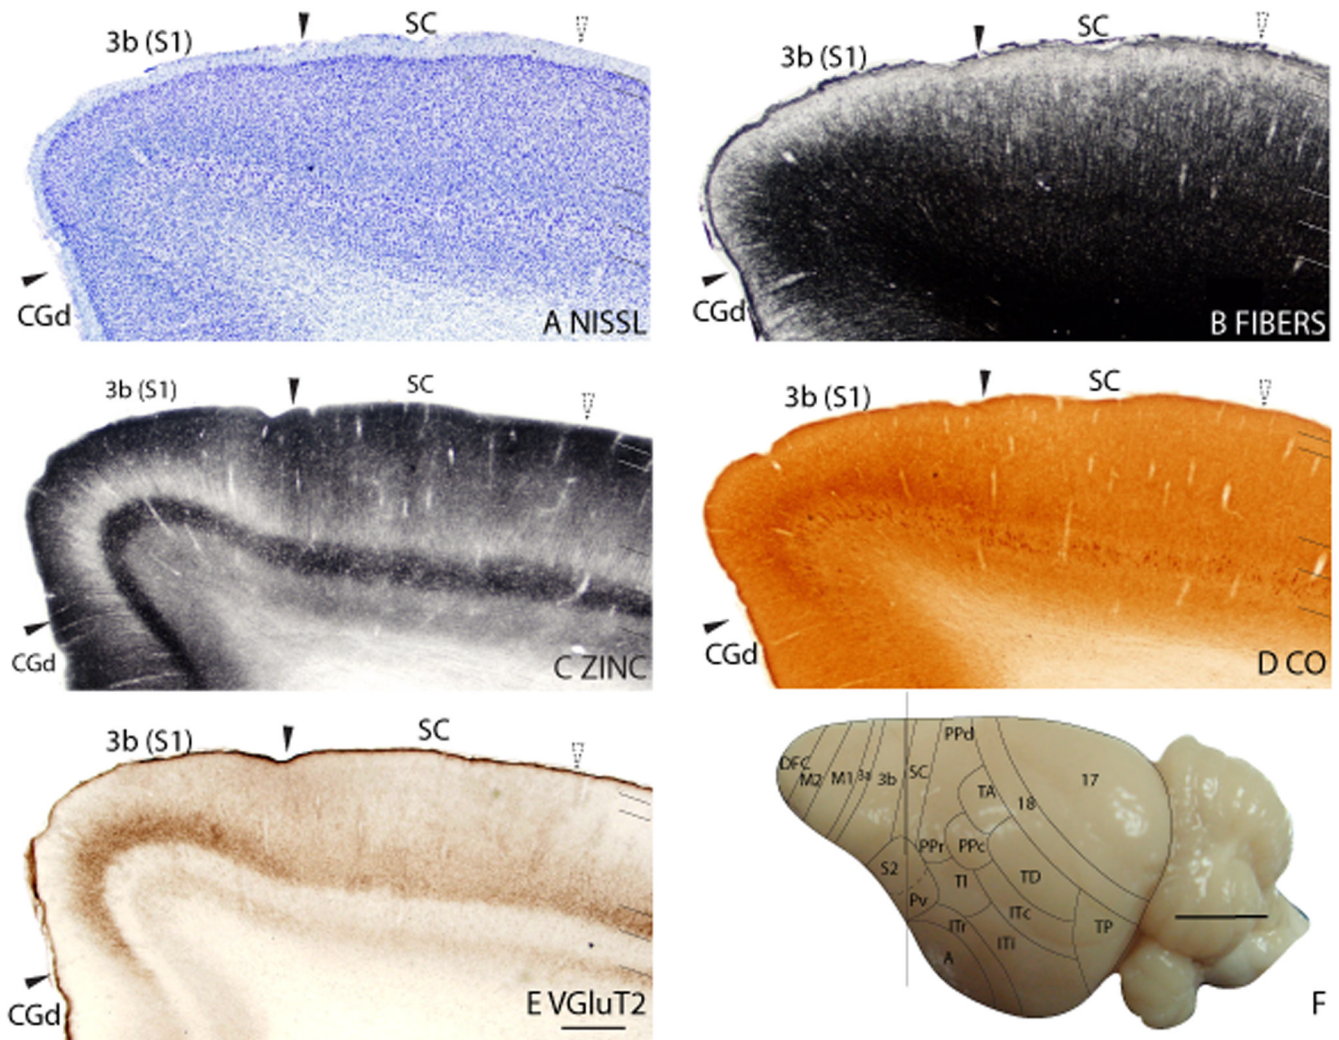 3b (S1) SC
CGd
A NISSL
3b (S1) SC
CGd
B FIBERS
3b (S1) SC
CGd
C ZINC
3b (S1) SC
CGd
D CO
3b (S1) SC
CGd
E VGluT2
PPd
DFC M2 M1 3a 3b SC 17
TA 18
PPr PPc
S2 TI TD
Pv ITc
ITr ITi TP
A
F